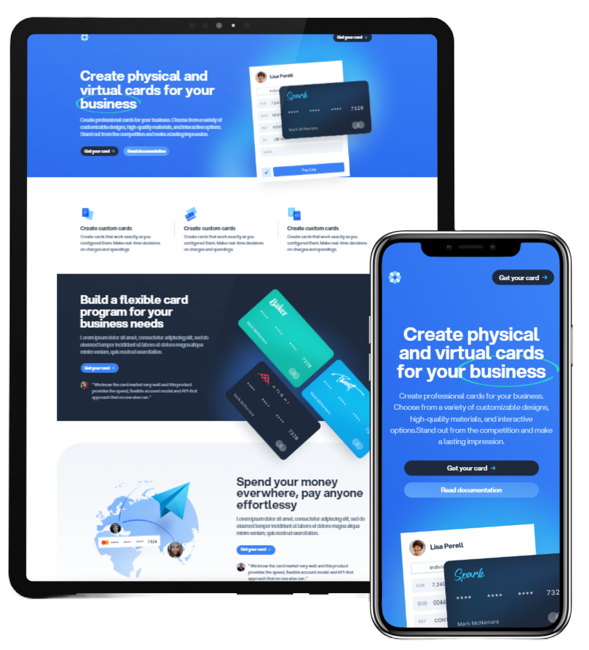 Get your card →
Create physical and
virtual cards for your
business
Create professional cards for your business. Choose from a variety of
customizable designs, high-quality materials, and interactive options.
Stand out from the competition and make a lasting impression.
Get your card →
Read documentation
Lisa Perell
Spark
7328
Mark McNamara
Pay Lisa
Create custom cards
Cards that work exactly as you
configured them. Make real-time decisions
on charges and spendings.
Create custom cards
Cards that work exactly as you
configured them. Make real-time decisions
on charges and spendings.
Create custom cards
Cards that work exactly as you
configured them. Make real-time decisions
on charges and spendings.
Build a flexible card
program for your
business needs
Lorem ipsum dolor sit amet, consectetur adipiscing elit, sed do
eiusmod tempor incididunt ut labore et dolore magna aliqua
minim veniam, quis nostrud exercitation.
Get your card →
"We know the card market very well and this product
provides the speed, flexible account model and API-first
approach that no one else can."
Baker
7328
7328
Spend your money
everwhere, pay anyone
effortlessy
Lorem ipsum dolor sit amet, consectetur adipiscing elit, sed do
eiusmod tempor incididunt ut labore et dolore magna aliqua
minim veniam, quis nostrud exercitation.
Get your card →
"We know the card market very well and this product
provides the speed, flexible account model and API-first
approach that no one else can."
7328
Get your card →
Create physical
and virtual cards
for your business
Create professional cards for your business.
Choose from a variety of customizable designs,
high-quality materials, and interactive
options.Stand out from the competition and make
a lasting impression.
Get your card →
Read documentation
Lisa Perell
Spark
732
Mark McNamara